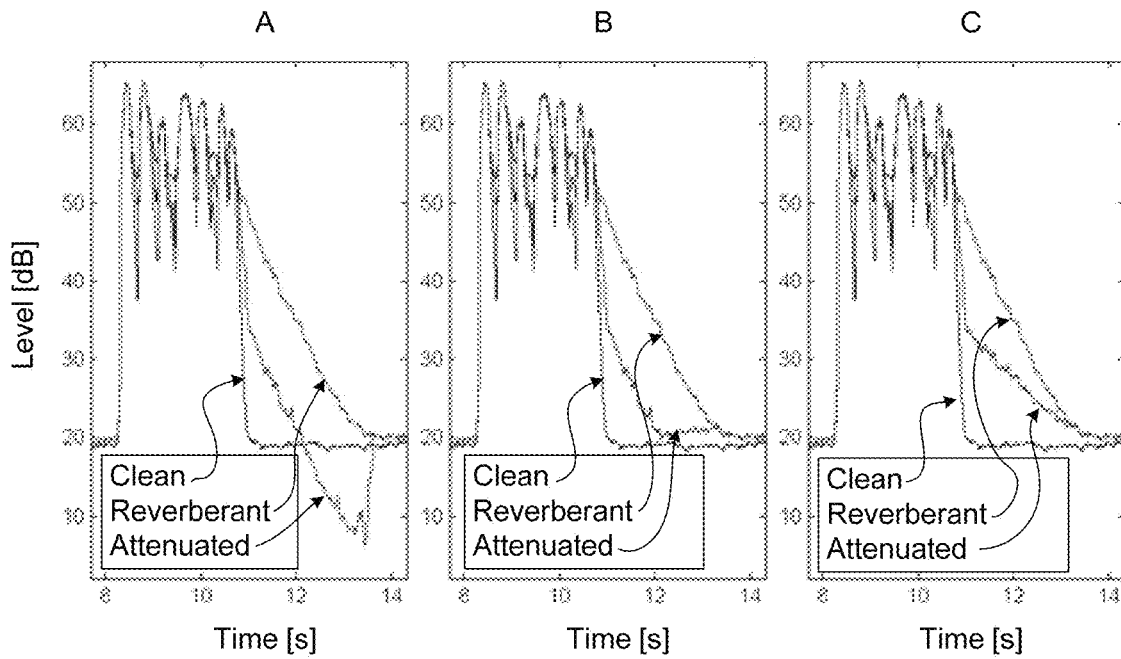 A B C
Level [dB]
60 60 60
50 50 50
40 40 40
30 30 30
20 20 20
10 10 10
Clean Clean Clean
Reverberant Reverberant Reverberant
Attenuated Attenuated Attenuated
8 10 12 14 8 10 12 14 8 10 12 14
Time [s] Time [s] Time [s]